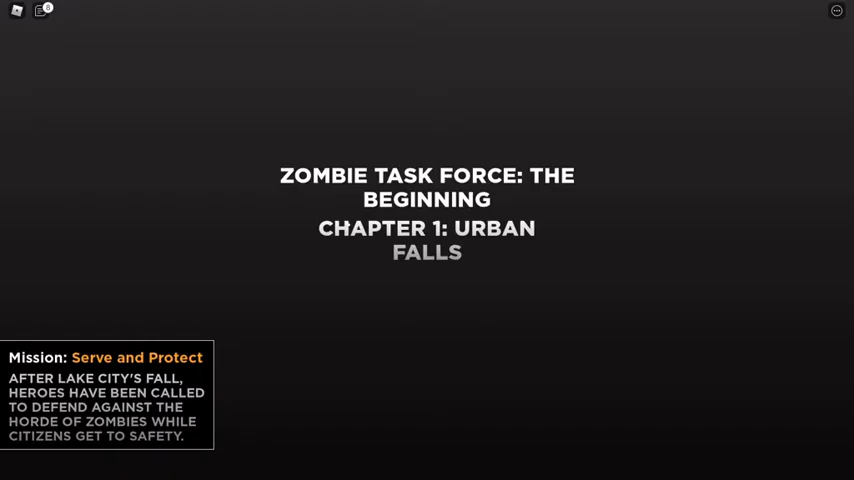 8
ZOMBIE TASK FORCE: THE
BEGINNING
CHAPTER 1: URBAN
FALLS
Mission: Serve and Protect
AFTER LAKE CITY'S FALL,
HEROES HAVE BEEN CALLED
TO DEFEND AGAINST THE
HORDE OF ZOMBIES WHILE
CITIZENS GET TO SAFETY.